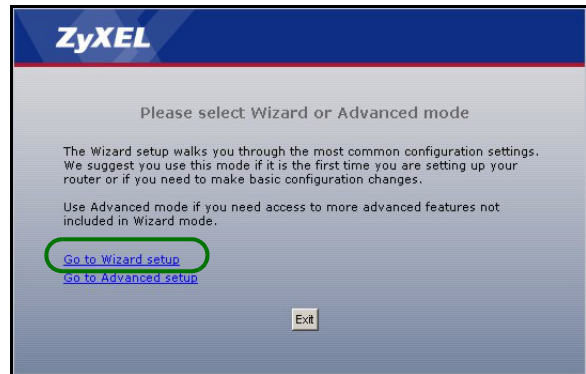 ZyXEL
Please select Wizard or Advanced mode
The Wizard setup walks you through the most common configuration settings.
We suggest you use this mode if it is the first time you are setting up your
router or if you need to make basic configuration changes.
Use Advanced mode if you need access to more advanced features not
included in Wizard mode.
Go to Wizard setup
Go to Advanced setup
Exit